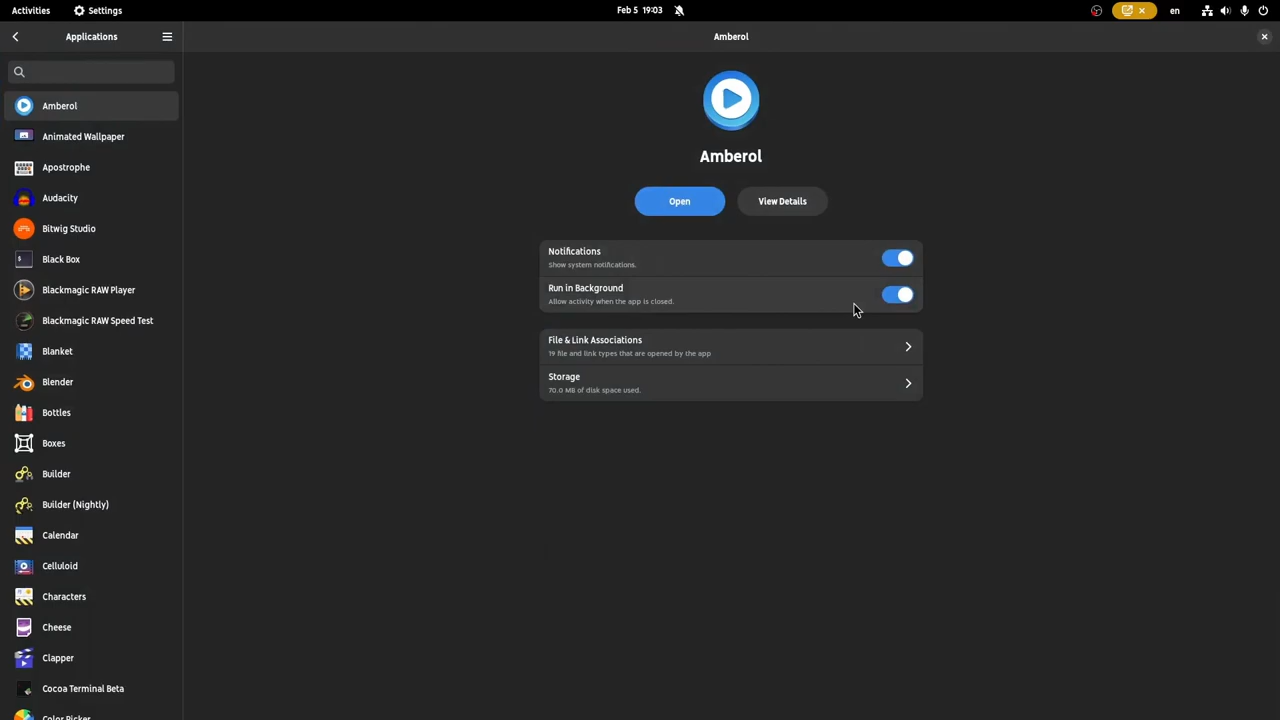 Activities Settings Feb 5 19:03 en
Applications Amberol
Amberol
Animated Wallpaper
Apostrophe
Audacity
Bitwig Studio
Black Box
Blackmagic RAW Player
Blackmagic RAW Speed Test
Blanket
Blender
Bottles
Boxes
Builder
Builder (Nightly)
Calendar
Celluloid
Characters
Cheese
Clapper
Cocoa Terminal Beta
Color Picker
Amberol
Open View Details
Notifications
Show system notifications.
Run in Background
Allow activity when the app is closed.
File & Link Associations
19 file and link types that are opened by the app
Storage
70.0 MB of disk space used.